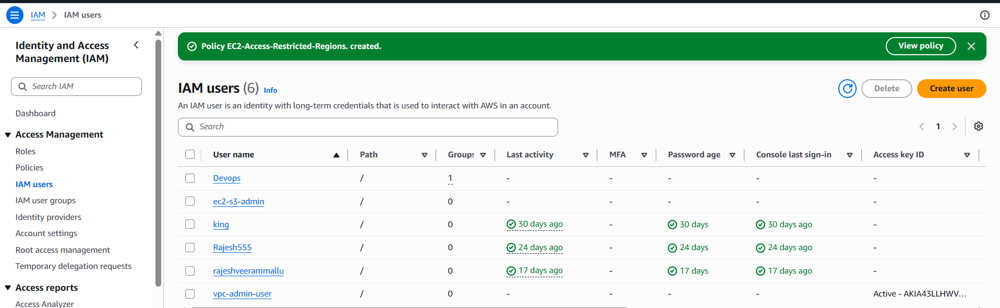 IAM > IAM users
Identity and Access
Management (IAM)
Search IAM
Dashboard
Access Management
Roles
Policies
IAM users
IAM user groups
Identity providers
Account settings
Root access management
Temporary delegation requests
Access reports
Access Analyzer
Policy EC2-Access-Restricted-Regions. created.
View policy
IAM users (6) Info
Delete
Create user
An IAM user is an identity with long-term credentials that is used to interact with AWS in an account.
Search
1
User name Path Groups Last activity MFA Password age Console last sign-in Access key ID
Devops / 1 - - - - -
ec2-s3-admin / 0 - - - - -
king / 0 30 days ago - 30 days 30 days ago -
Rajesh555 / 0 24 days ago - 24 days 24 days ago -
rajeshveerammallu / 0 17 days ago - 17 days 17 days ago -
vpc-admin-user / 0 - - - - Active - AKIA43LLHWV...